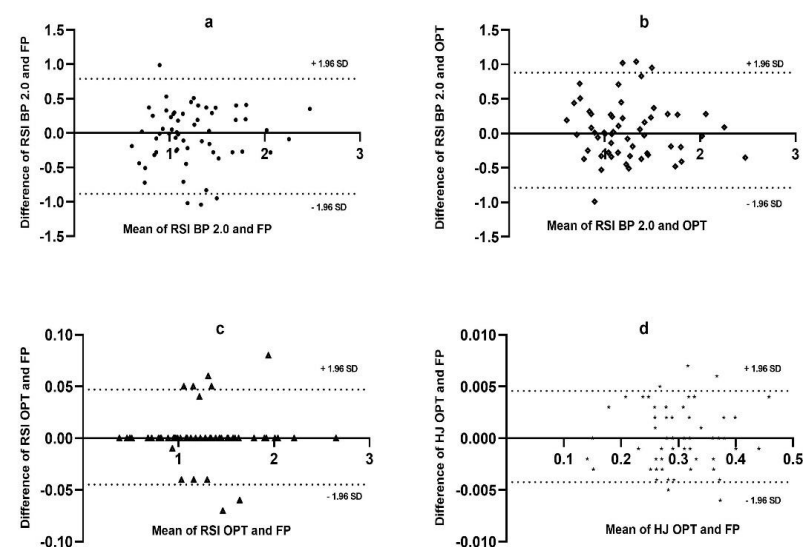 a
Difference of RSI BP 2.0 and FP
1.5
1.0
0.5
0.0
-0.5
-1.0
-1.5
+ 1.96 SD
1 2 3
- 1.96 SD
Mean of RSI BP 2.0 and FP
b
Difference of RSI BP 2.0 and OPT
1.5
1.0
0.5
0.0
-0.5
-1.0
-1.5
+ 1.96 SD
1 2 3
- 1.96 SD
Mean of RSI BP 2.0 and OPT
c
Difference of RSI OPT and FP
0.10
0.05
0.00
-0.05
-0.10
+ 1.96 SD
1 2 3
- 1.96 SD
Mean of RSI OPT and FP
d
Difference of HJ OPT and FP
0.010
0.005
0.000
-0.005
-0.010
+ 1.96 SD
0.1 0.2 0.3 0.4 0.5
- 1.96 SD
Mean of HJ OPT and FP